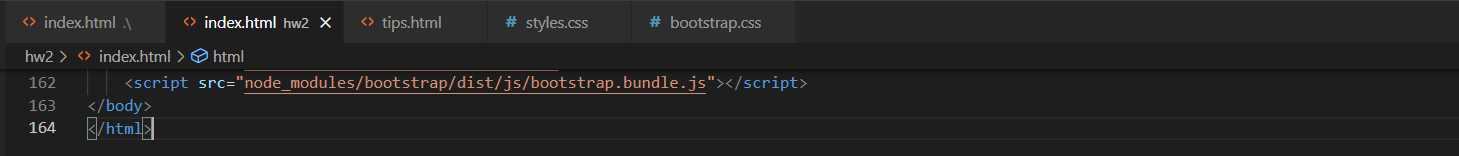 index.html .\ index.html hw2 tips.html # styles.css # bootstrap.css
hw2 > index.html > html
162 <script src="node_modules/bootstrap/dist/js/bootstrap.bundle.js"></script>
163 </body>
164 </html>